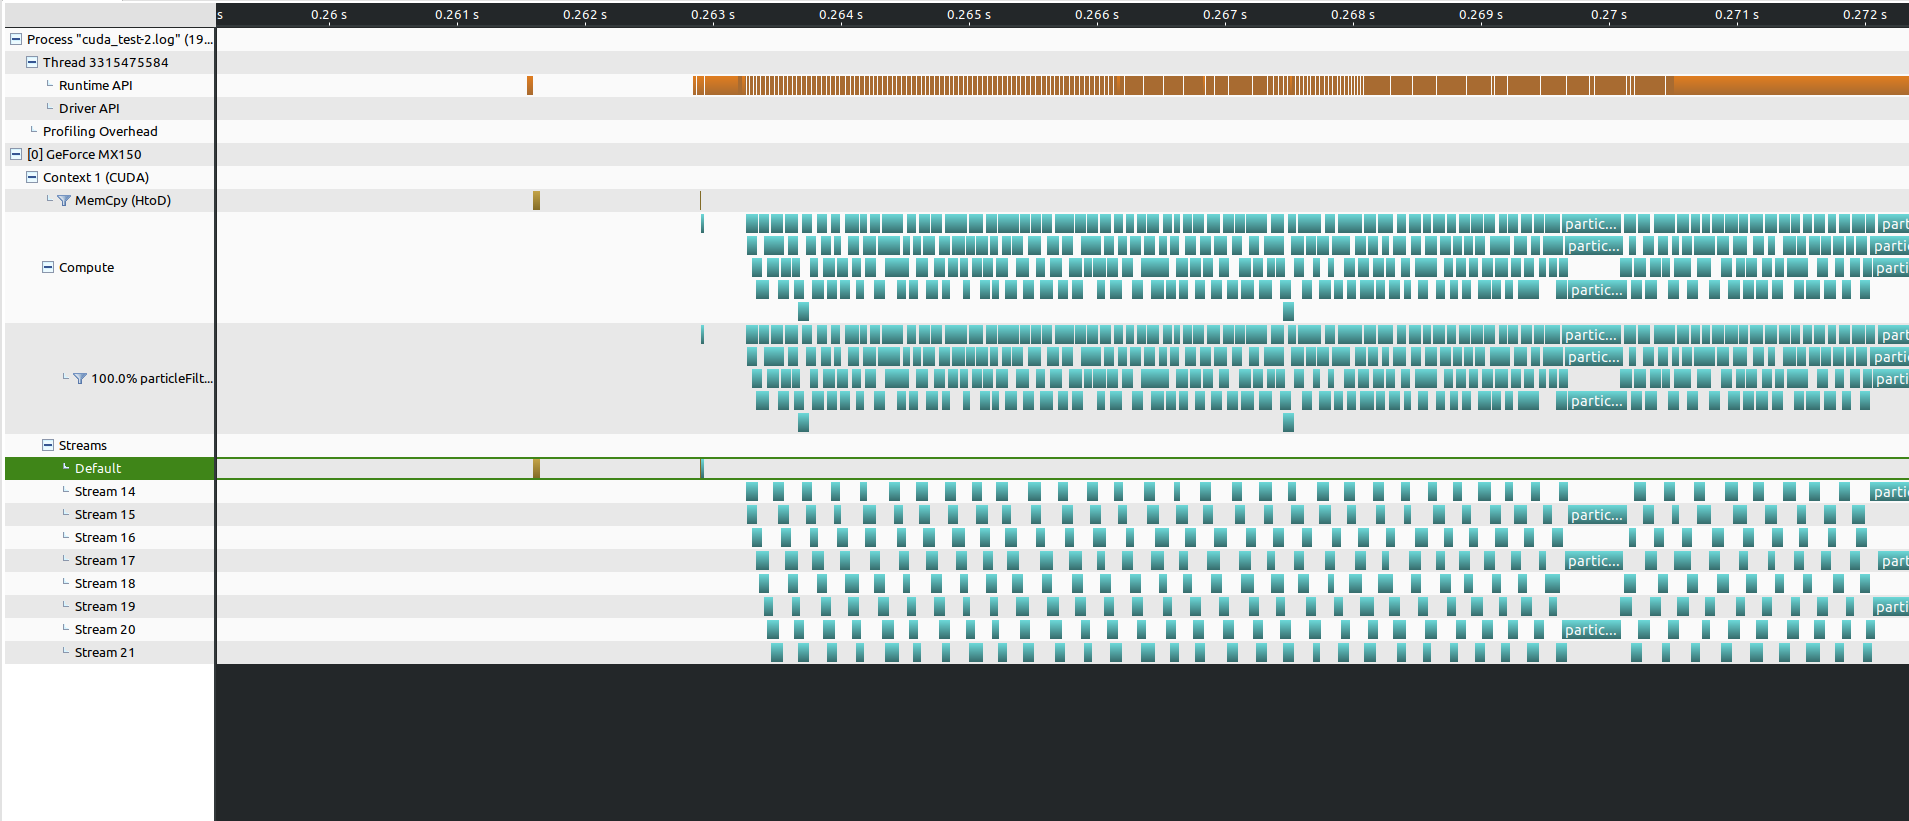 s 0.26 s 0.261 s 0.262 s 0.263 s 0.264 s 0.265 s 0.266 s 0.267 s 0.268 s 0.269 s 0.27 s 0.271 s 0.272 s
Process "cuda_test-2.log" (19...
Thread 3315475584
Runtime API
Driver API
Profiling Overhead
[0] GeForce MX150
Context 1 (CUDA)
MemCpy (HtoD)
partic... parti
partic... parti
Compute parti
partic...
partic... parti
partic... parti
100.0% particleFilt... parti
partic...
Streams
Default
Stream 14 parti
Stream 15 partic...
Stream 16
Stream 17 partic... parti
Stream 18
Stream 19 parti
Stream 20 partic...
Stream 21